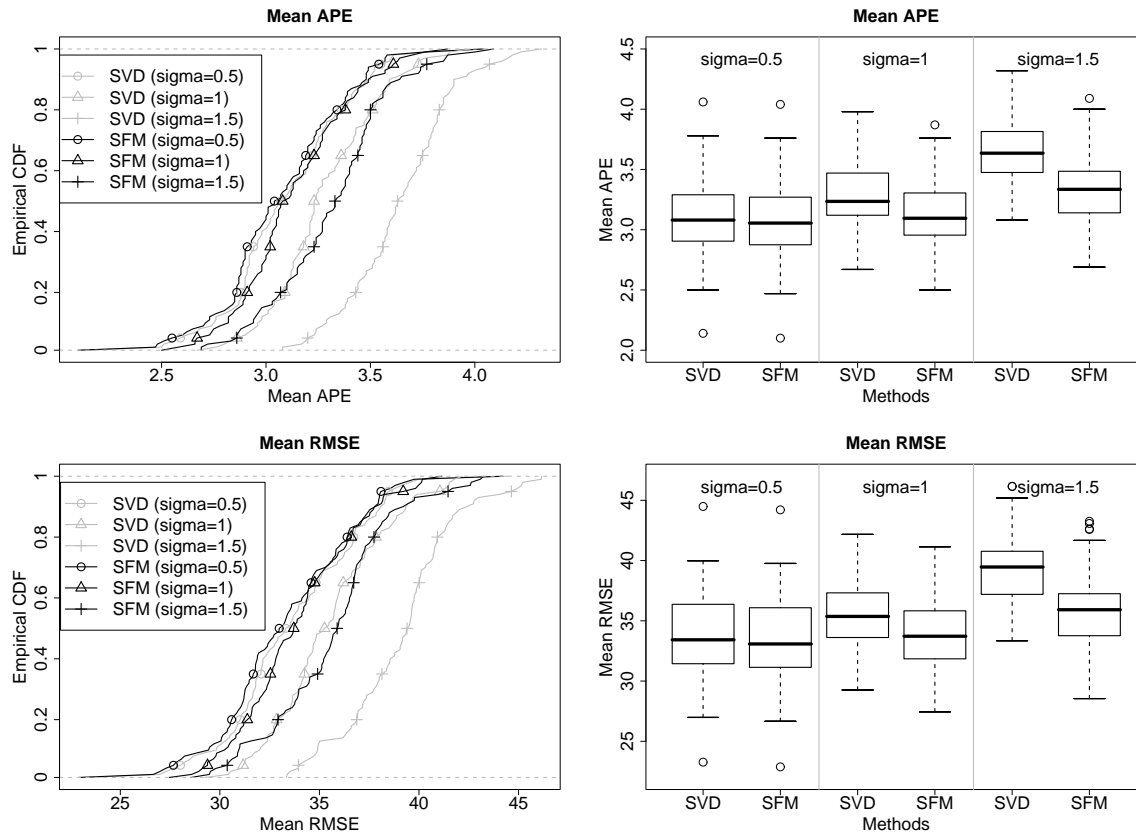 Mean APE
Empirical CDF
1
0.8
0.6
0.4
0.2
0
SVD (sigma=0.5)
SVD (sigma=1)
SVD (sigma=1.5)
SFM (sigma=0.5)
SFM (sigma=1)
SFM (sigma=1.5)
2.5 3.0 3.5 4.0
Mean APE
Mean APE
Mean APE
4.5
4.0
3.5
3.0
2.5
2.0
sigma=0.5 sigma=1 sigma=1.5
SVD SFM SVD SFM SVD SFM
Methods
Mean RMSE
Empirical CDF
1
0.8
0.6
0.4
0.2
0
SVD (sigma=0.5)
SVD (sigma=1)
SVD (sigma=1.5)
SFM (sigma=0.5)
SFM (sigma=1)
SFM (sigma=1.5)
25 30 35 40 45
Mean RMSE
Mean RMSE
Mean RMSE
45
40
35
30
25
sigma=0.5 sigma=1 sigma=1.5
SVD SFM SVD SFM SVD SFM
Methods